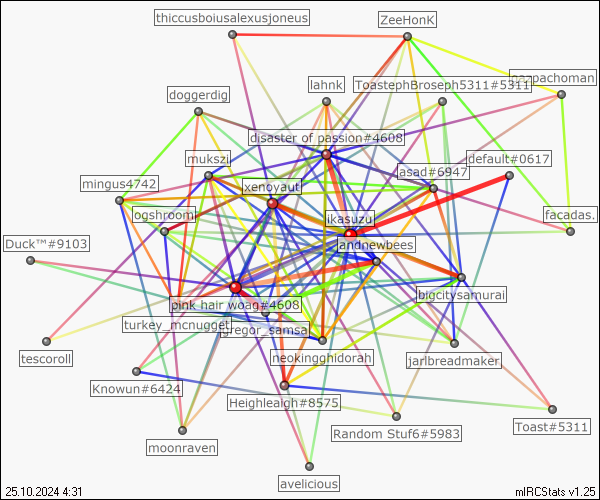 thiccusboiusalexusjoneus
ZeeHonK
lahnk
ToastephBroseph5311#5311
doggerdig
disaster of passion#4608
mukszi
asad#6947
default#0617
mingus4742
xenoyaut
ogshroom
ikasuzu
facadas.
Duck™#9103
andnewbees
pink hair woag#4608
bigcitysamurai
turkey_mcnugget
gregor_samsa
tescoroll
neokingghidorah
jarlbreadmaker
Knowun#6424
Heighleaigh#8575
moonraven
Random Stuf6#5983
Toast#5311
avelicious
25.10.2024 4:31
mIRCStats v1.25